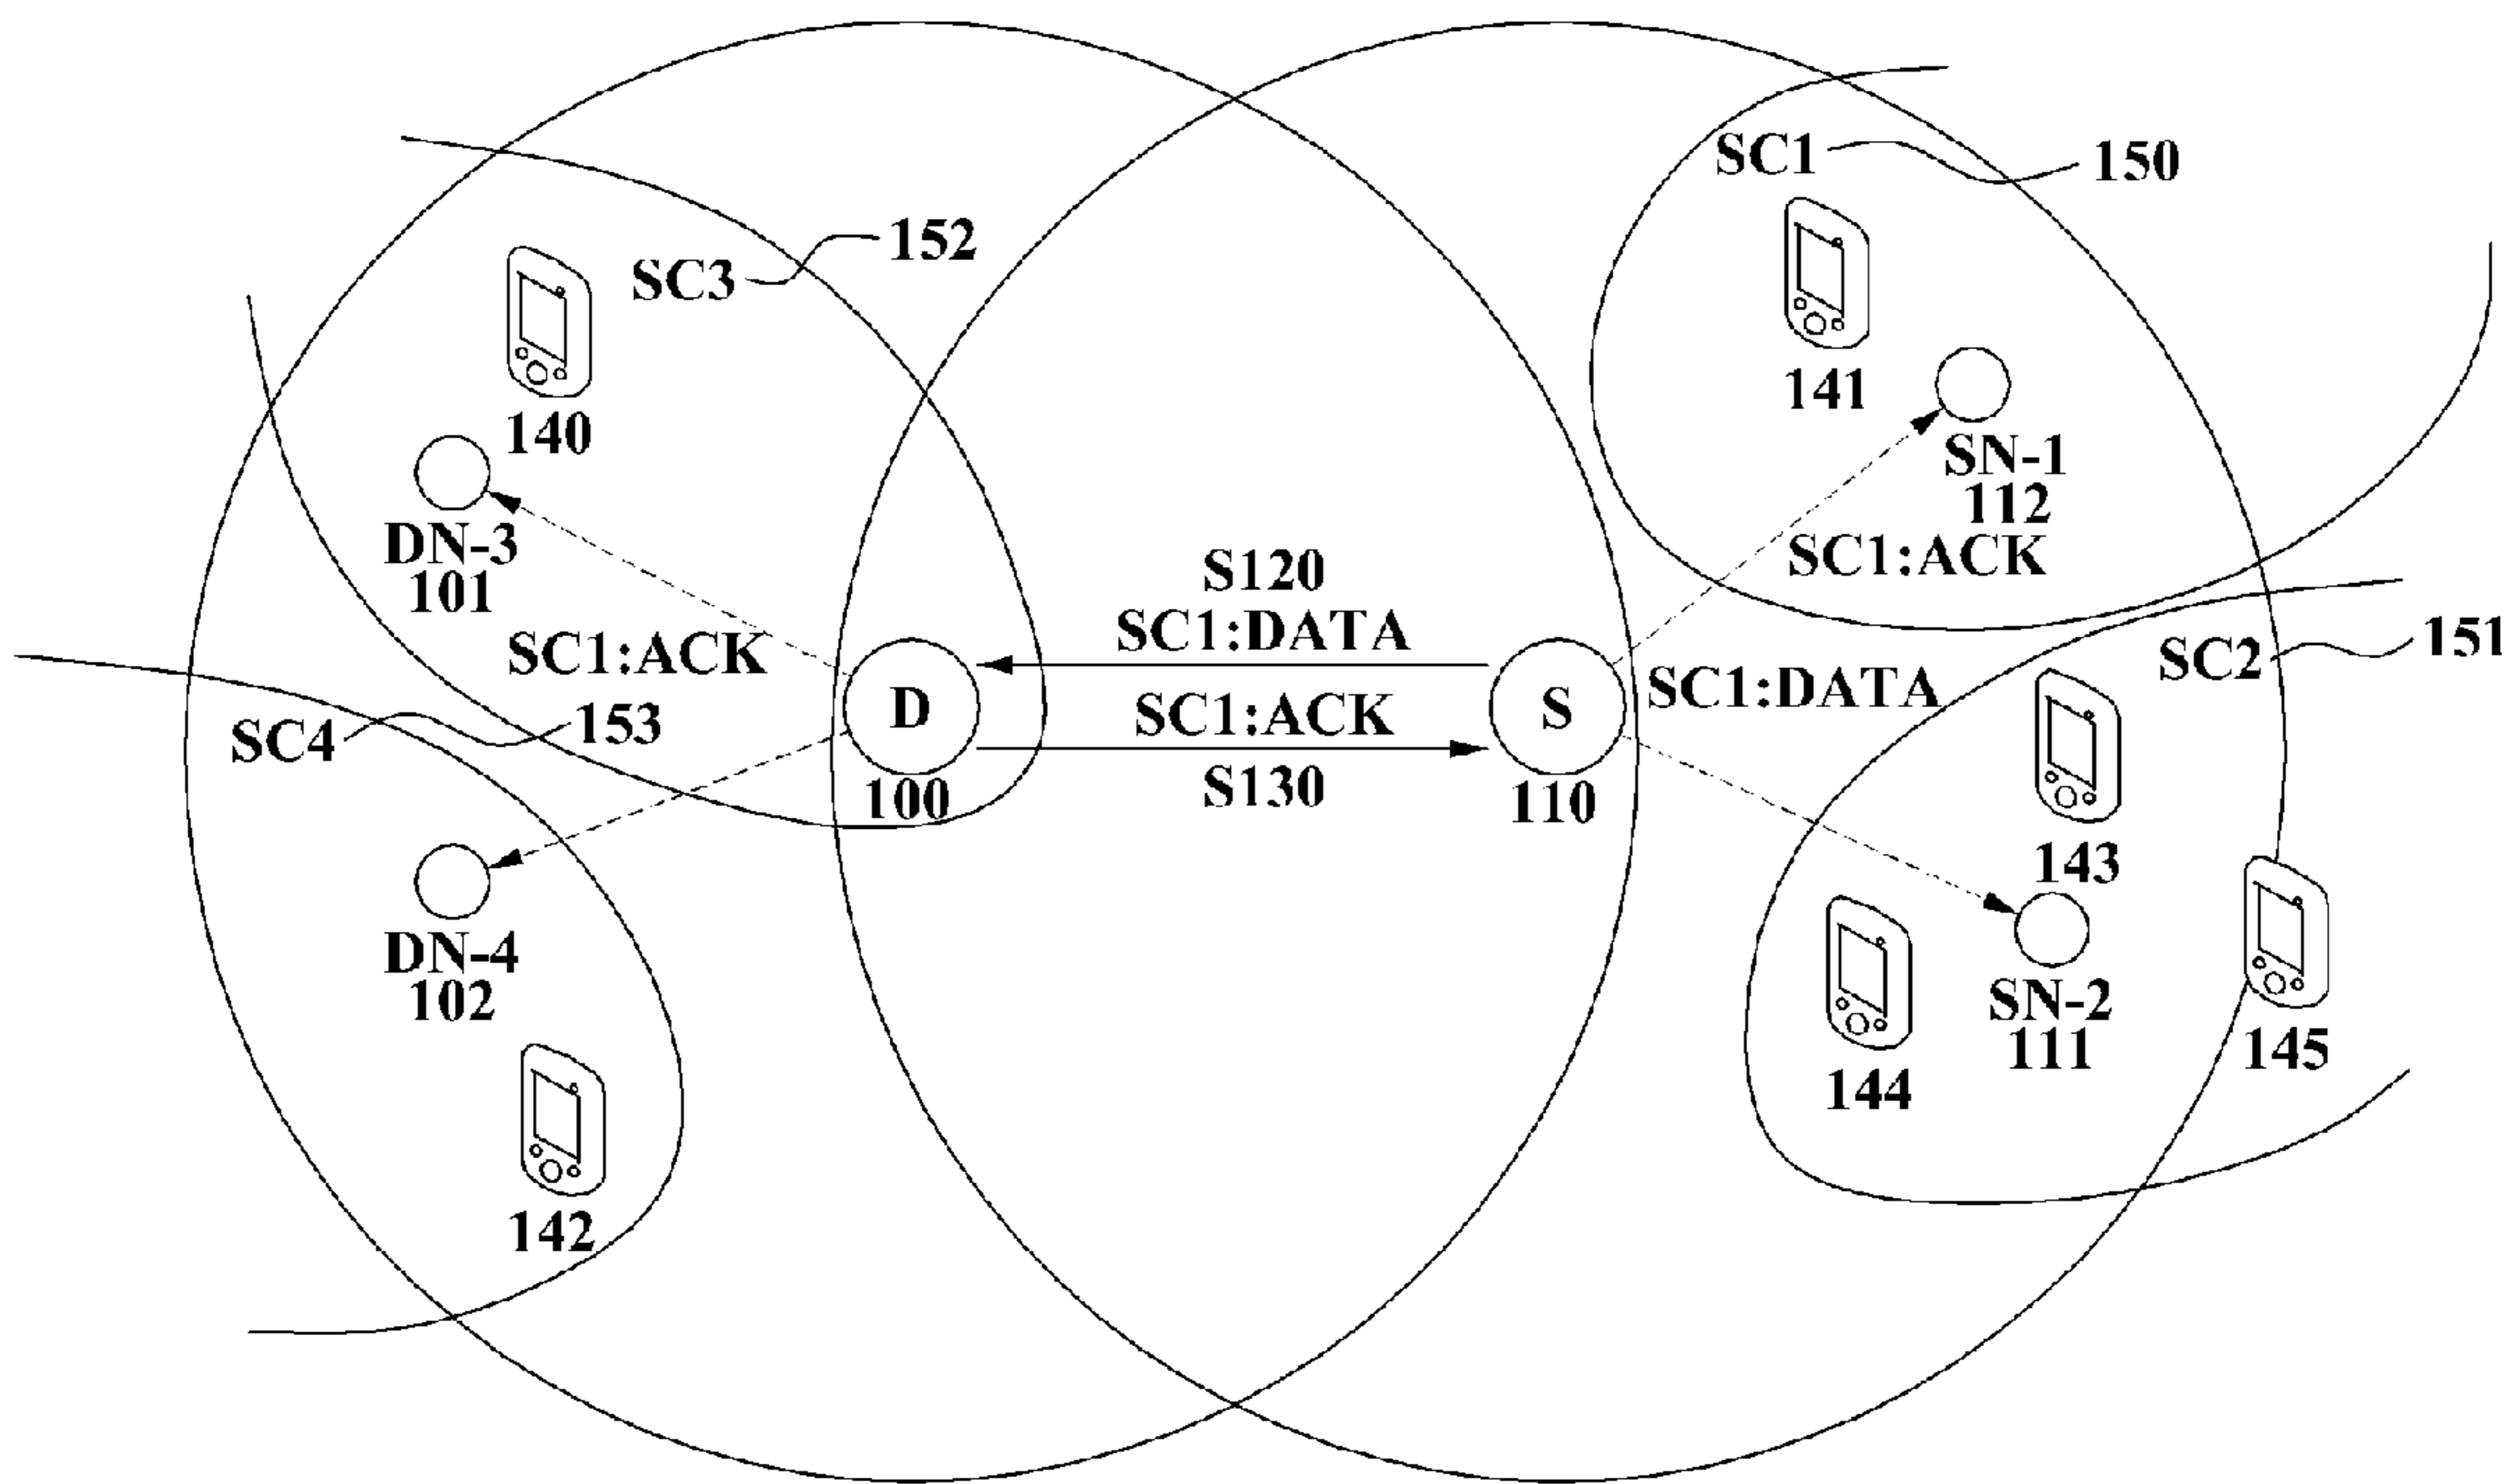 SC1
150
152
SC3
141
140
SN-1
112
SC1:ACK
DN-3
101
S120
SC1:DATA
SC1:ACK
SC2
151
SC1:DATA
D
S
SC1:ACK
SC4
153
100
S130
110
143
DN-4
102
SN-2
111
144
145
142